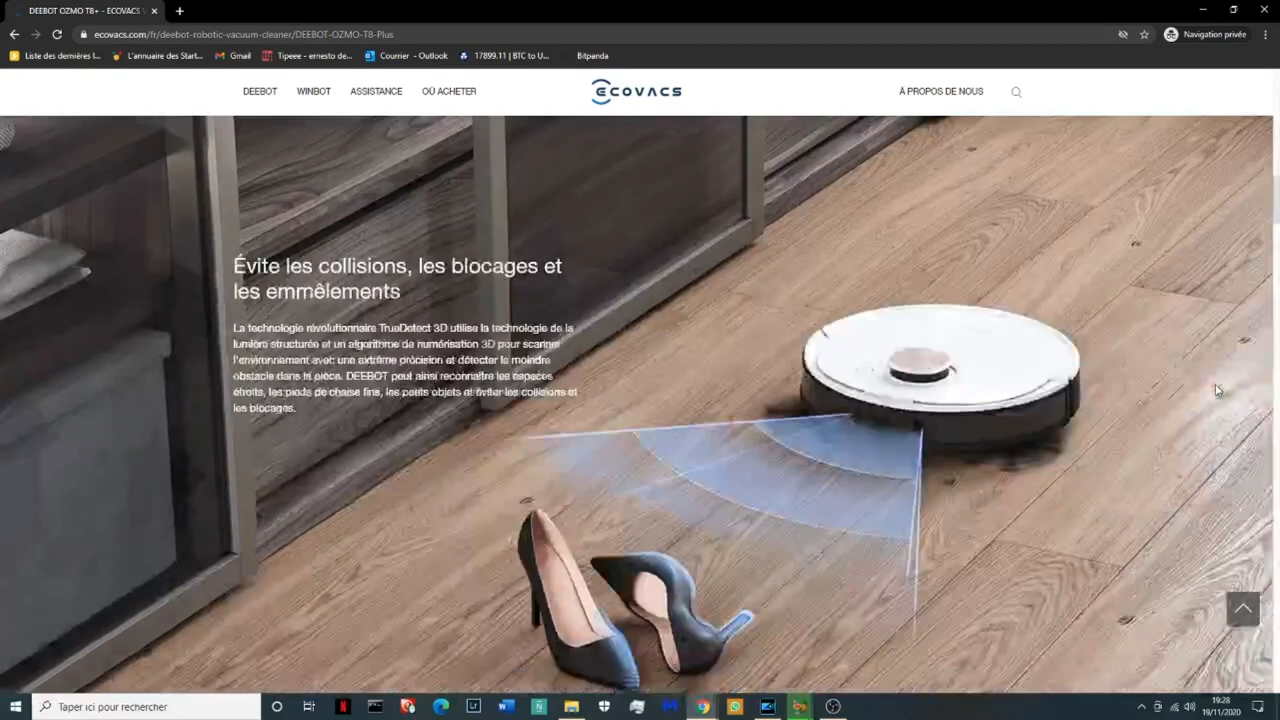 DEEBOT OZMO T8+ - ECOVACS
ecovacs.com/fr/deebot-robotic-vacuum-cleaner/DEEBOT-OZMO-T8-Plus
Navigation privée
Liste des dernières l...
L'annuaire des Start...
Gmail
Tipeee - ernesto de...
Courrier - Outlook
17899.11 | BTC to U...
Bitpanda
DEEBOT
WINBOT
ASSISTANCE
OÙ ACHETER
ECOVACS
À PROPOS DE NOUS
Évite les collisions, les blocages et
les emmêlements
La technologie révolutionnaire TrueDetect 3D utilise la technologie de la
lumière structurée et un algorithme de numérisation 3D pour scanner
l'environnement avec une extrême précision et détecter le moindre
obstacle dans la pièce. DEEBOT peut ainsi reconnaître les espaces
étroits, les pieds de chaise fins, les petits objets et éviter les collisions et
les blocages.
Taper ici pour rechercher
19:28
19/11/2020